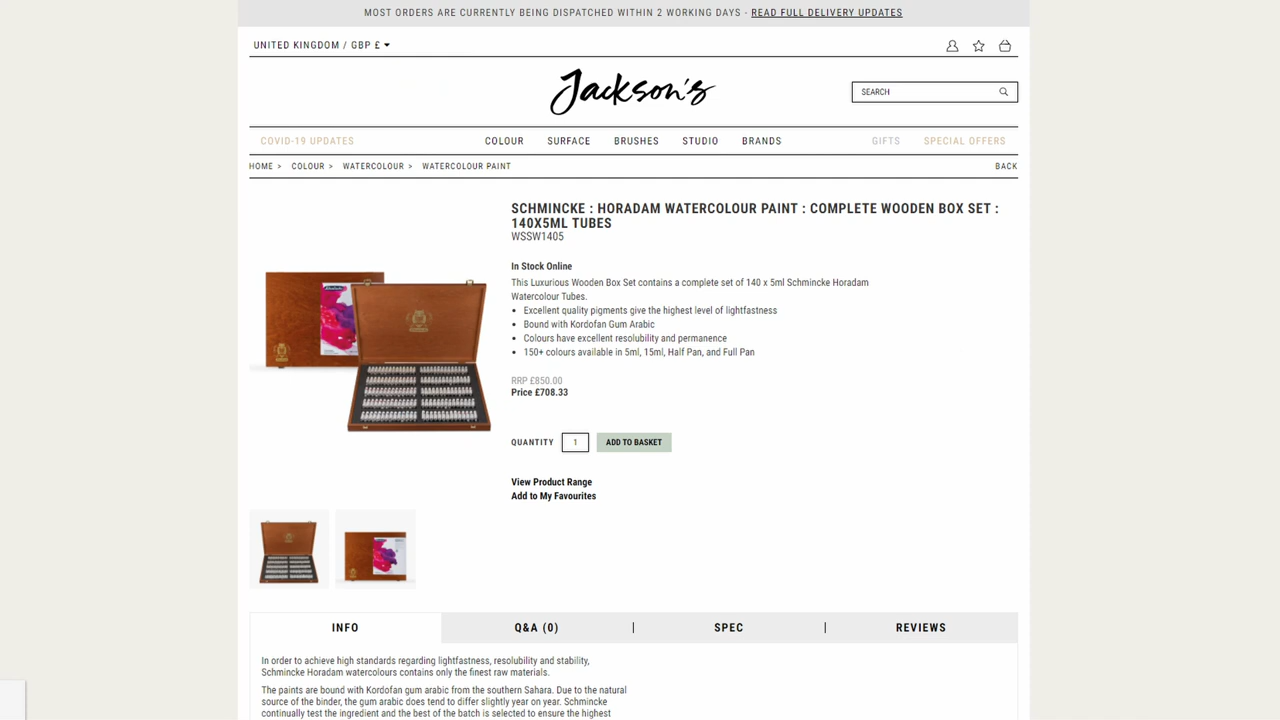 MOST ORDERS ARE CURRENTLY BEING DISPATCHED WITHIN 2 WORKING DAYS - READ FULL DELIVERY UPDATES
UNITED KINGDOM / GBP £
Jackson's
SEARCH
COVID-19 UPDATES
COLOUR
SURFACE
BRUSHES
STUDIO
BRANDS
GIFTS
SPECIAL OFFERS
HOME > COLOUR > WATERCOLOUR > WATERCOLOUR PAINT
BACK
SCHMINCKE : HORADAM WATERCOLOUR PAINT : COMPLETE WOODEN BOX SET :
140X5ML TUBES
WSSW1405
In Stock Online
This Luxurious Wooden Box Set contains a complete set of 140 x 5ml Schmincke Horadam
Watercolour Tubes.
• Excellent quality pigments give the highest level of lightfastness
• Bound with Kordofan Gum Arabic
• Colours have excellent resolubility and permanence
• 150+ colours available in 5ml, 15ml, Half Pan, and Full Pan
RRP £850.00
Price £708.33
QUANTITY 1 ADD TO BASKET
View Product Range
Add to My Favourites
INFO
Q&A (0)
SPEC
REVIEWS
In order to achieve high standards regarding lightfastness, resolubility and stability,
Schmincke Horadam watercolours contains only the finest raw materials.
The paints are bound with Kordofan gum arabic from the southern Sahara. Due to the natural
source of the binder, the gum arabic does tend to differ slightly year on year. Schmincke
continually test the ingredient and the best of the batch is selected to ensure the highest